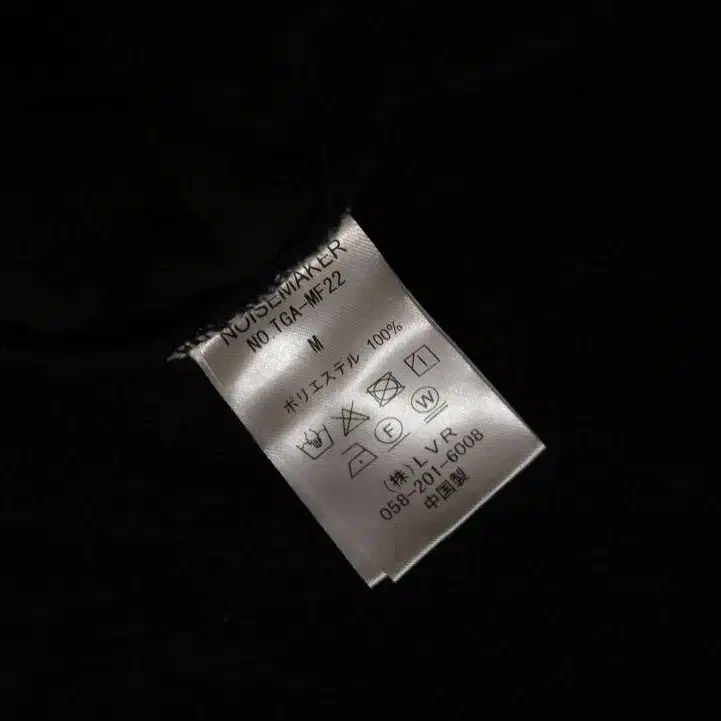 NOISEMAKER
NO.TGA-MF22
M
ポリエステル 100%
F W
(株)LVR
058-201-6008
中国製